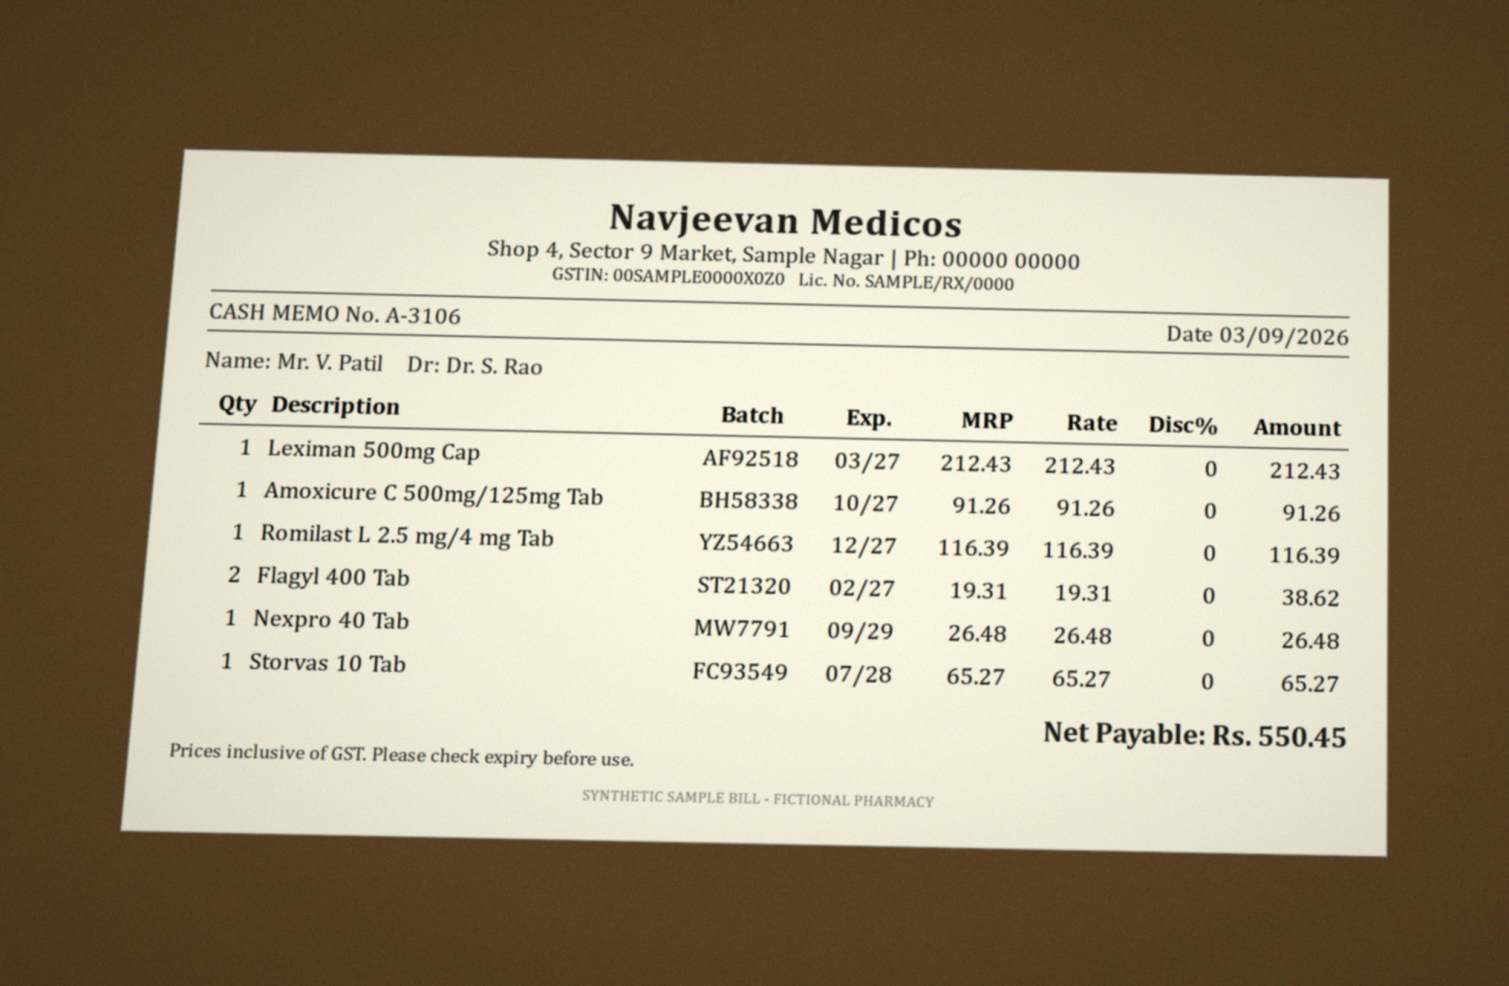 Navjeevan Medicos
Shop 4, Sector 9 Market, Sample Nagar | Ph: 00000 00000
GSTIN: 00SAMPLE0000X0Z0 Lic. No. SAMPLE/RX/0000
CASH MEMO No. A-3106 Date 03/09/2026
Name: Mr. V. Patil Dr: Dr. S. Rao
Qty Description Batch Exp. MRP Rate Disc% Amount
1 Leximan 500mg Cap AF92518 03/27 212.43 212.43 0 212.43
1 Amoxicure C 500mg/125mg Tab BH58338 10/27 91.26 91.26 0 91.26
1 Romilast L 2.5 mg/4 mg Tab YZ54663 12/27 116.39 116.39 0 116.39
2 Flagyl 400 Tab ST21320 02/27 19.31 19.31 0 38.62
1 Nexpro 40 Tab MW7791 09/29 26.48 26.48 0 26.48
1 Storvas 10 Tab FC93549 07/28 65.27 65.27 0 65.27
Net Payable: Rs. 550.45
Prices inclusive of GST. Please check expiry before use.
SYNTHETIC SAMPLE BILL - FICTIONAL PHARMACY